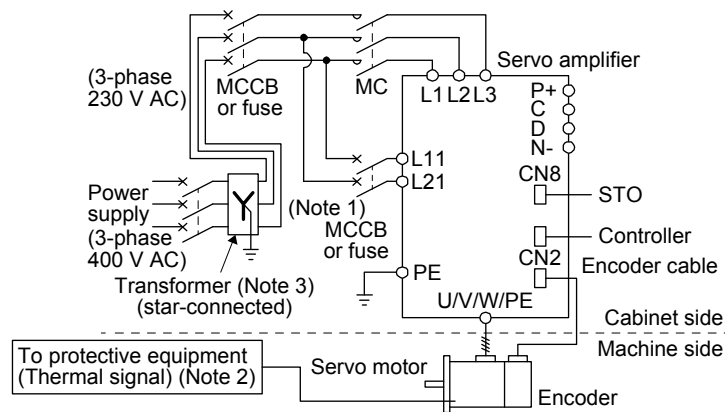 (3-phase
230 V AC)
MCCB
or fuse
MC
Servo amplifier
L1 L2 L3
P+
C
D
N-
L11
L21
CN8
STO
Power
supply
(3-phase
400 V AC)
(Note 1)
MCCB
or fuse
Controller
CN2
Encoder cable
Transformer (Note 3)
(star-connected)
PE
U/V/W/PE
Cabinet side
Machine side
To protective equipment
(Thermal signal) (Note 2)
Servo motor
Encoder